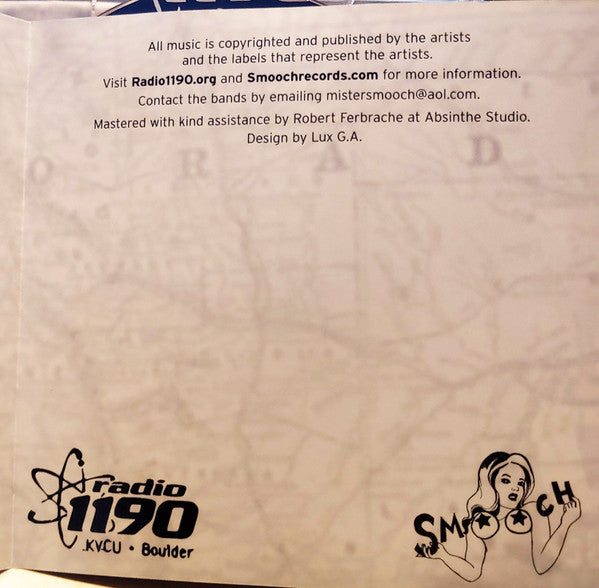 All music is copyrighted and published by the artists
and the labels that represent the artists.
Visit Radio1190.org and Smoochrecords.com for more information.
Contact the bands by emailing mistersmooch@aol.com.
Mastered with kind assistance by Robert Ferbrache at Absinthe Studio.
Design by Lux G.A.
O R A D
radio
1190
KVCU • Boulder
SMOOCH